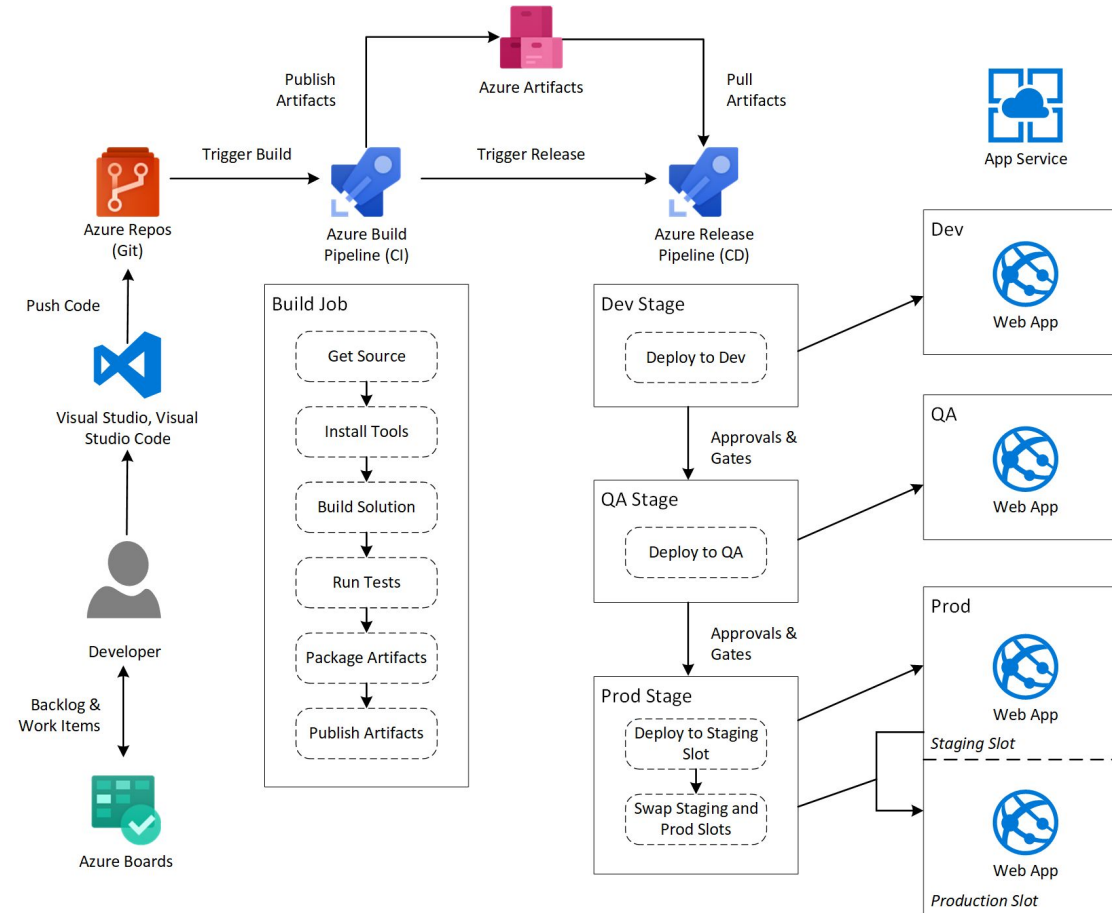 Publish
Artifacts
Azure Artifacts
Pull
Artifacts
App Service
Trigger Build
Trigger Release
Azure Repos
(Git)
Azure Build
Pipeline (CI)
Azure Release
Pipeline (CD)
Push Code
Visual Studio, Visual
Studio Code
Developer
Backlog &
Work Items
Azure Boards
Build Job
Get Source
Install Tools
Build Solution
Run Tests
Package Artifacts
Publish Artifacts
Dev Stage
Deploy to Dev
Approvals &
Gates
QA Stage
Deploy to QA
Approvals &
Gates
Prod Stage
Deploy to Staging
Slot
Swap Staging and
Prod Slots
Dev
Web App
QA
Web App
Prod
Web App
Staging Slot
Web App
Production Slot